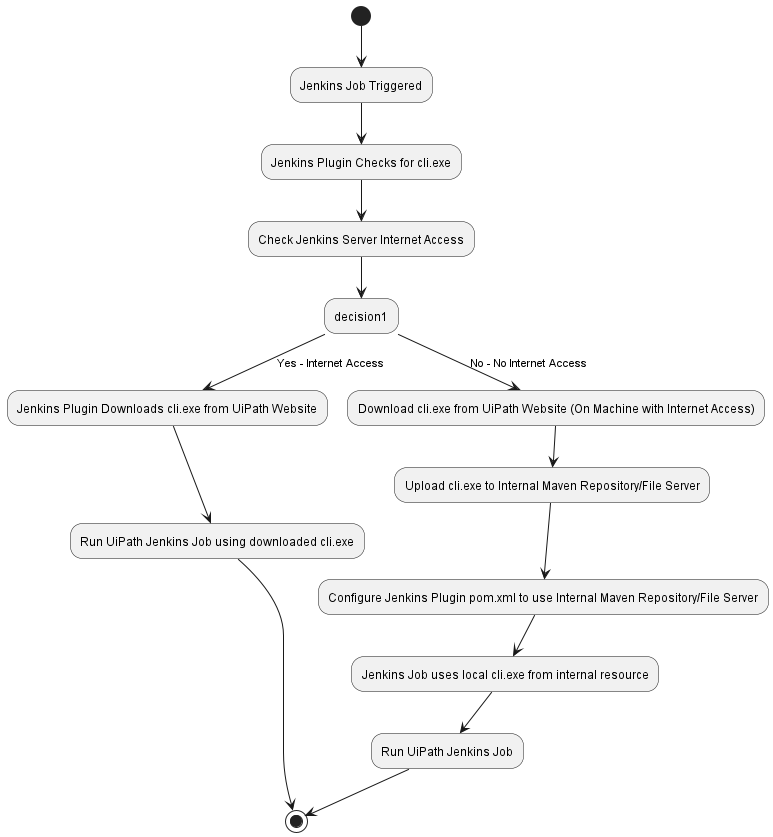 Jenkins Job Triggered
Jenkins Plugin Checks for cli.exe
Check Jenkins Server Internet Access
decision1
Yes - Internet Access
No - No Internet Access
Jenkins Plugin Downloads cli.exe from UiPath Website
Download cli.exe from UiPath Website (On Machine with Internet Access)
Upload cli.exe to Internal Maven Repository/File Server
Run UiPath Jenkins Job using downloaded cli.exe
Configure Jenkins Plugin pom.xml to use Internal Maven Repository/File Server
Jenkins Job uses local cli.exe from internal resource
Run UiPath Jenkins Job